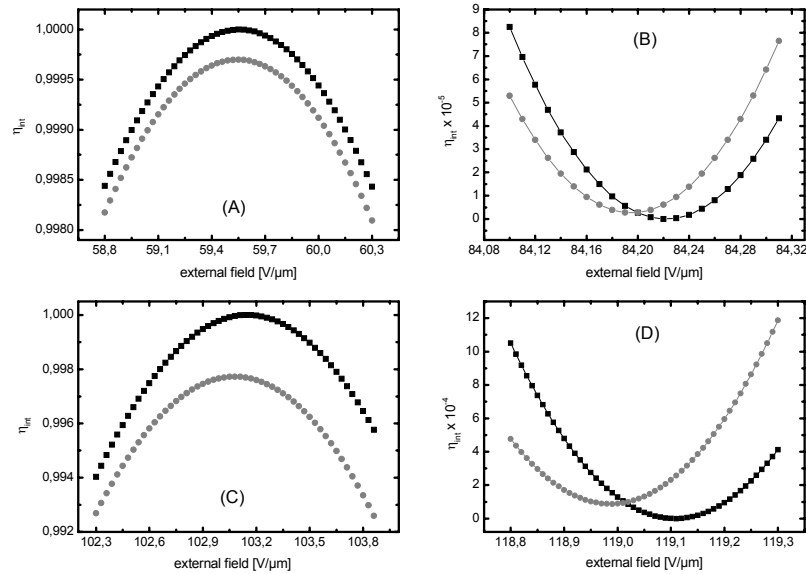 1,0000
0,9995
0,9990
0,9985
0,9980
ηint
(A)
58,8 59,1 59,4 59,7 60,0 60,3
external field [V/µm]
9
8
7
6
5
4
3
2
1
0
ηint x 10-5
(B)
84,08 84,12 84,16 84,20 84,24 84,28 84,32
external field [V/µm]
1,000
0,998
0,996
0,994
0,992
ηint
(C)
102,3 102,6 102,9 103,2 103,5 103,8
external field [V/µm]
12
10
8
6
4
2
0
ηint x 10-4
(D)
118,8 118,9 119,0 119,1 119,2 119,3
external field [V/µm]